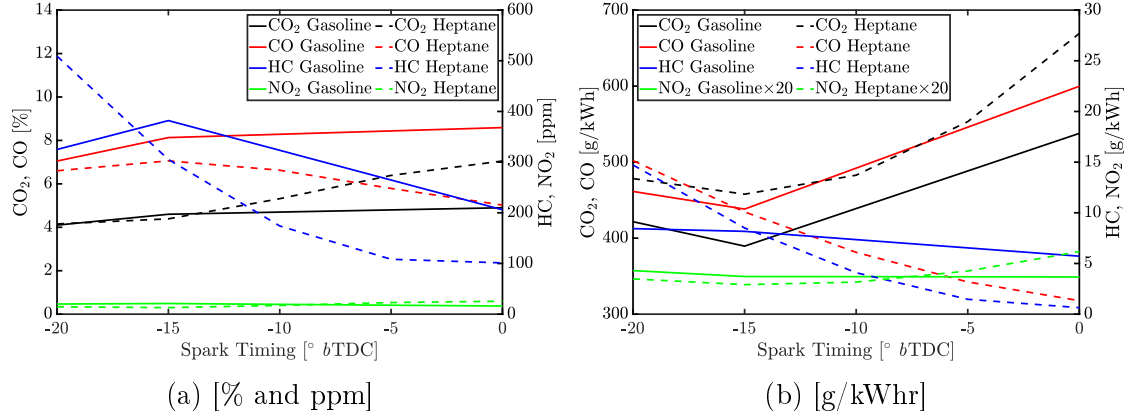 CO₂ Gasoline CO₂ Heptane
CO Gasoline CO Heptane
HC Gasoline HC Heptane
NO₂ Gasoline NO₂ Heptane
14
12
10
8
6
4
2
0
CO₂, CO [%]
600
500
400
300
200
100
0
HC, NO₂ [ppm]
-20 -15 -10 -5 0
Spark Timing [° bTDC]
(a) [% and ppm]
CO₂ Gasoline CO₂ Heptane
CO Gasoline CO Heptane
HC Gasoline HC Heptane
NO₂ Gasoline×20 NO₂ Heptane×20
700
600
500
400
300
CO₂, CO [g/kWh]
30
25
20
15
10
5
0
HC, NO₂ [g/kWh]
-20 -15 -10 -5 0
Spark Timing [° bTDC]
(b) [g/kWhr]